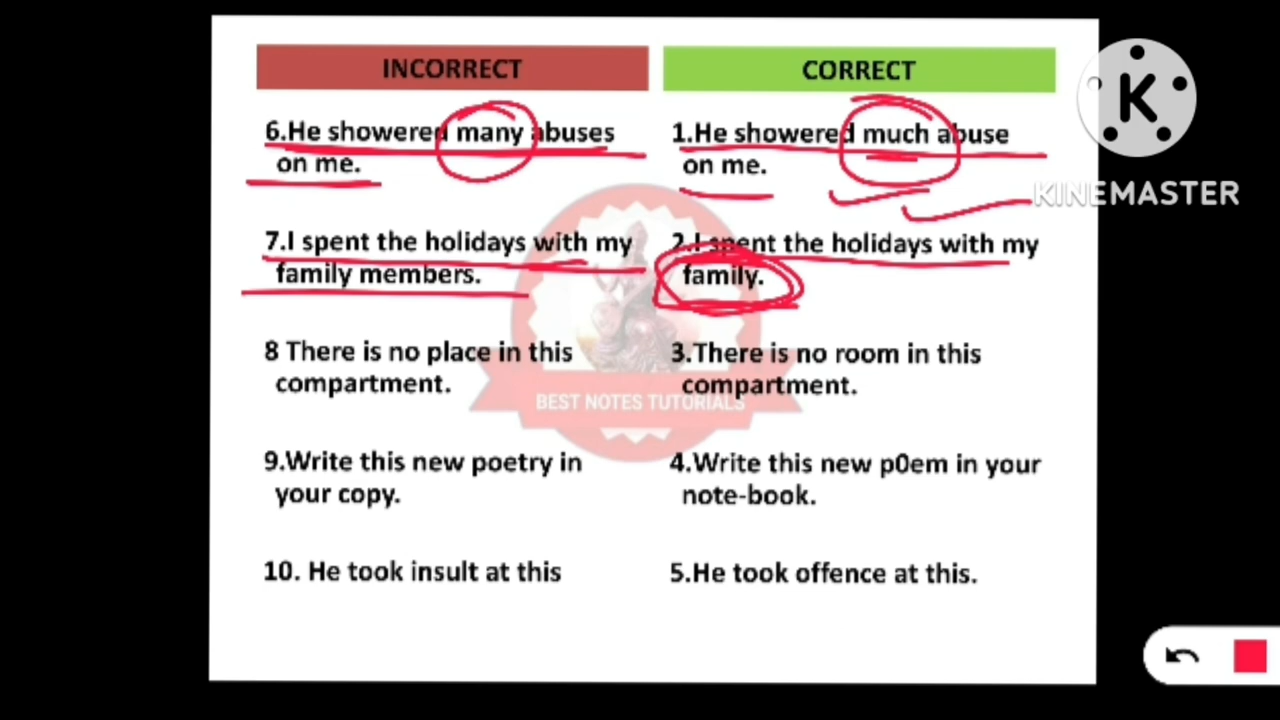 INCORRECT
CORRECT
6.He showered many abuses
on me.
1.He showered much abuse
on me.
7.I spent the holidays with my
family members.
2.I spent the holidays with my
family.
8 There is no place in this
compartment.
3.There is no room in this
compartment.
9.Write this new poetry in
your copy.
4.Write this new p0em in your
note-book.
10. He took insult at this
5.He took offence at this.
BEST NOTES TUTORIALS
K
KINEMASTER